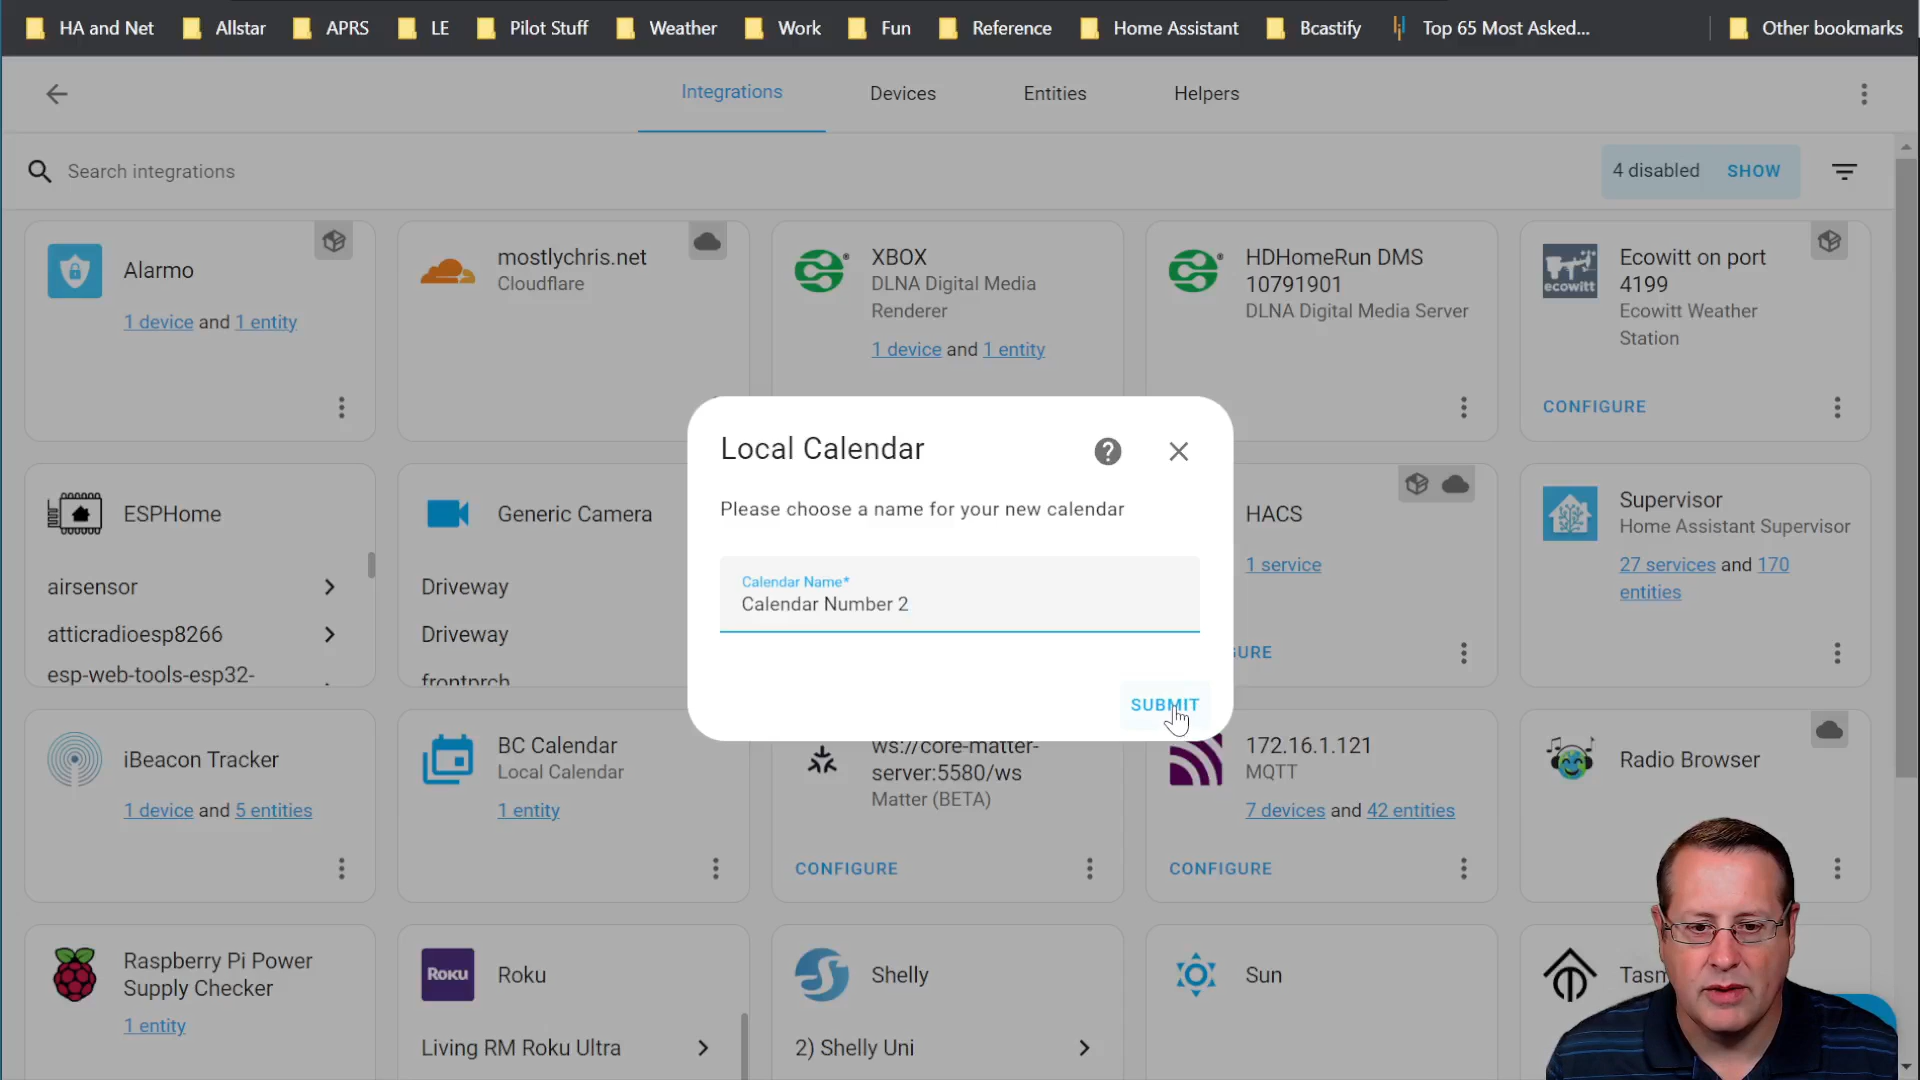 HA and Net
Allstar
APRS
LE
Pilot Stuff
Weather
Work
Fun
Reference
Home Assistant
Bcastify
Top 65 Most Asked...
Other bookmarks
Integrations
Devices
Entities
Helpers
Search integrations
4 disabled
SHOW
Alarmo
1 device and 1 entity
mostlychris.net
Cloudflare
XBOX
DLNA Digital Media
Renderer
1 device and 1 entity
HDHomeRun DMS
10791901
DLNA Digital Media Server
ecowitt
Ecowitt on port
4199
Ecowitt Weather
Station
CONFIGURE
Local Calendar
Please choose a name for your new calendar
Calendar Name*
Calendar Number 2
SUBMIT
ESPHome
airsensor
atticradioesp8266
esp-web-tools-esp32-
Generic Camera
Driveway
Driveway
frontprch
HACS
1 service
URE
Supervisor
Home Assistant Supervisor
27 services and 170
entities
iBeacon Tracker
1 device and 5 entities
BC Calendar
Local Calendar
1 entity
ws://core-matter-
server:5580/ws
Matter (BETA)
CONFIGURE
172.16.1.121
MQTT
7 devices and 42 entities
CONFIGURE
Radio Browser
Raspberry Pi Power
Supply Checker
1 entity
ROKU
Roku
Living RM Roku Ultra
Shelly
2) Shelly Uni
Sun
Tasm